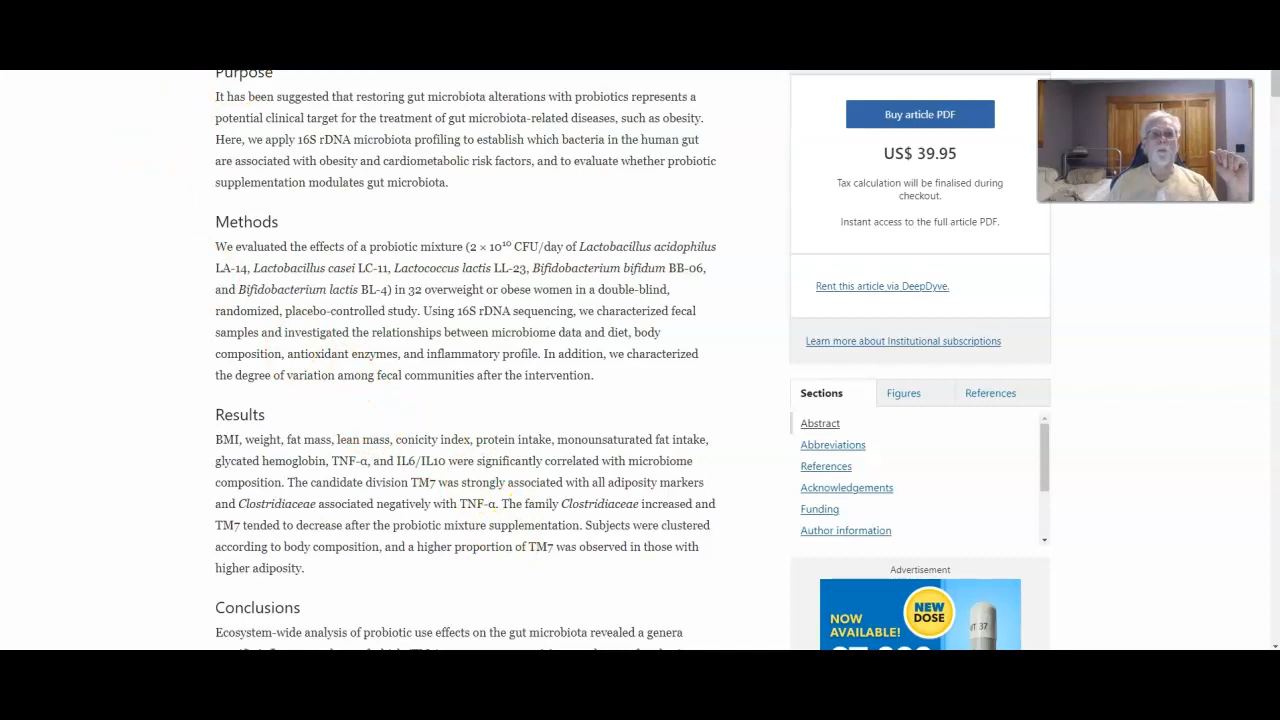 Purpose
It has been suggested that restoring gut microbiota alterations with probiotics represents a
potential clinical target for the treatment of gut microbiota-related diseases, such as obesity.
Here, we apply 16S rDNA microbiota profiling to establish which bacteria in the human gut
are associated with obesity and cardiometabolic risk factors, and to evaluate whether probiotic
supplementation modulates gut microbiota.
Methods
We evaluated the effects of a probiotic mixture (2 × 10¹⁰ CFU/day of Lactobacillus acidophilus
LA-14, Lactobacillus casei LC-11, Lactococcus lactis LL-23, Bifidobacterium bifidum BB-06,
and Bifidobacterium lactis BL-4) in 32 overweight or obese women in a double-blind,
randomized, placebo-controlled study. Using 16S rDNA sequencing, we characterized fecal
samples and investigated the relationships between microbiome data and diet, body
composition, antioxidant enzymes, and inflammatory profile. In addition, we characterized
the degree of variation among fecal communities after the intervention.
Results
BMI, weight, fat mass, lean mass, conicity index, protein intake, monounsaturated fat intake,
glycated hemoglobin, TNF-α, and IL6/IL10 were significantly correlated with microbiome
composition. The candidate division TM7 was strongly associated with all adiposity markers
and Clostridiaceae associated negatively with TNF-α. The family Clostridiaceae increased and
TM7 tended to decrease after the probiotic mixture supplementation. Subjects were clustered
according to body composition, and a higher proportion of TM7 was observed in those with
higher adiposity.
Conclusions
Ecosystem-wide analysis of probiotic use effects on the gut microbiota revealed a genera
Buy article PDF
US$ 39.95
Tax calculation will be finalised during
checkout.
Instant access to the full article PDF.
Rent this article via DeepDyve.
Learn more about Institutional subscriptions
Sections Figures References
Abstract
Abbreviations
References
Acknowledgements
Funding
Author information
Advertisement
NOW
AVAILABLE!
NEW
DOSE